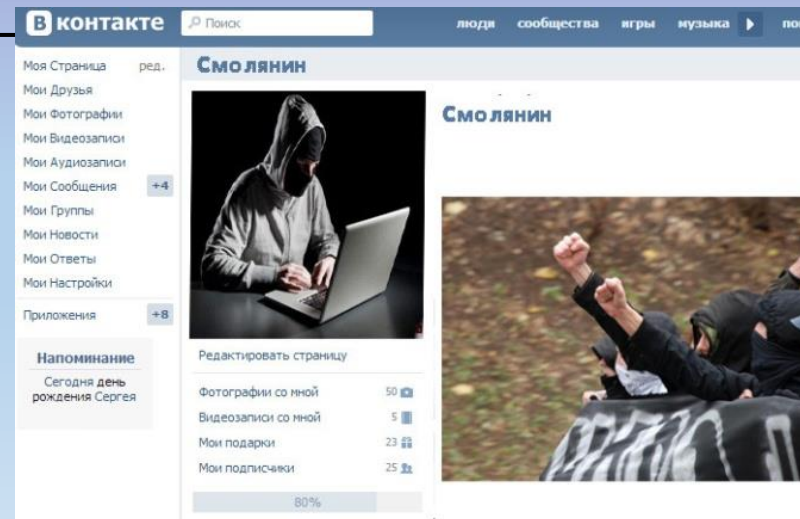 В контакте
Поиск
люди сообщества игры музыка
Смолянин
Моя Страница ред.
Мои Друзья
Мои Фотографии
Мои Видеозаписи
Мои Аудиозаписи
Мои Сообщения +4
Мои Группы
Мои Новости
Мои Ответы
Мои Настройки
Приложения +8
Напоминание
Сегодня день
рождения Сергея
Редактировать страницу
Фотографии со мной 50
Видеозаписи со мной 5
Мои подарки 23
Мои подписчики 25
80%
Смолянин